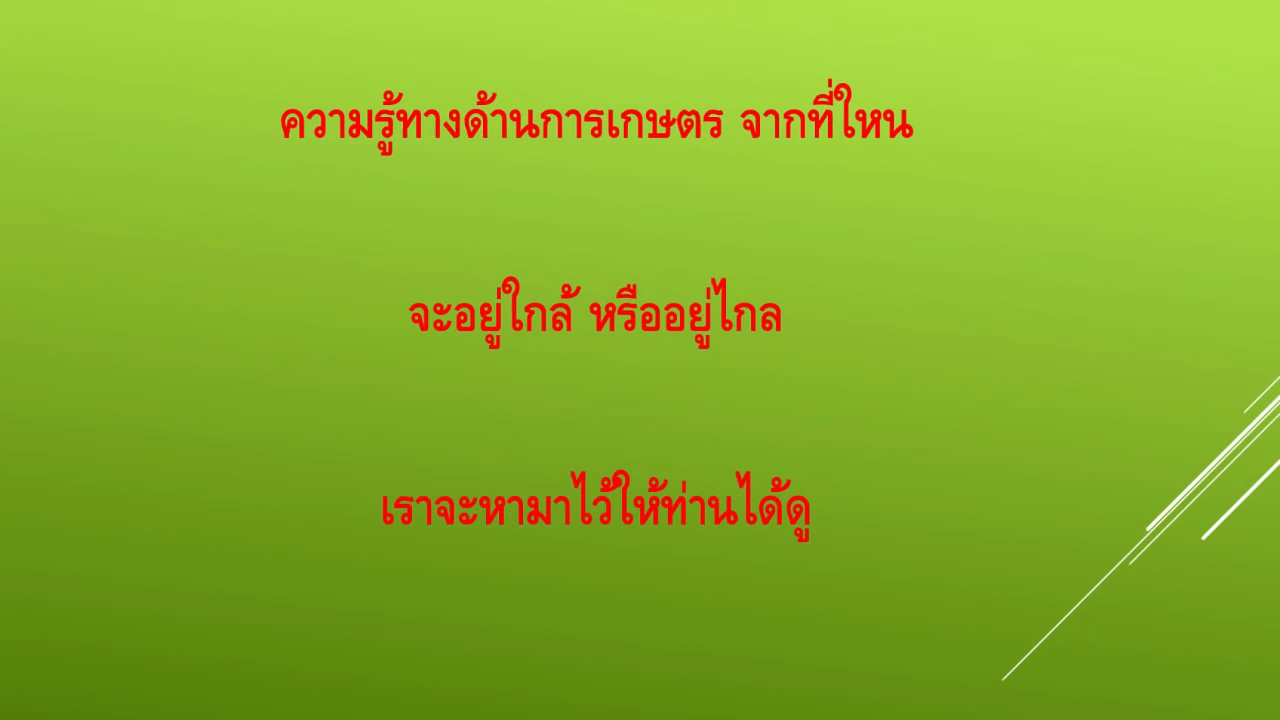 ความรู้ทางด้านการเกษตร จากที่ใหน
จะอยู่ใกล้ หรืออยู่ไกล
เราจะหามาไว้ให้ท่านได้ดู